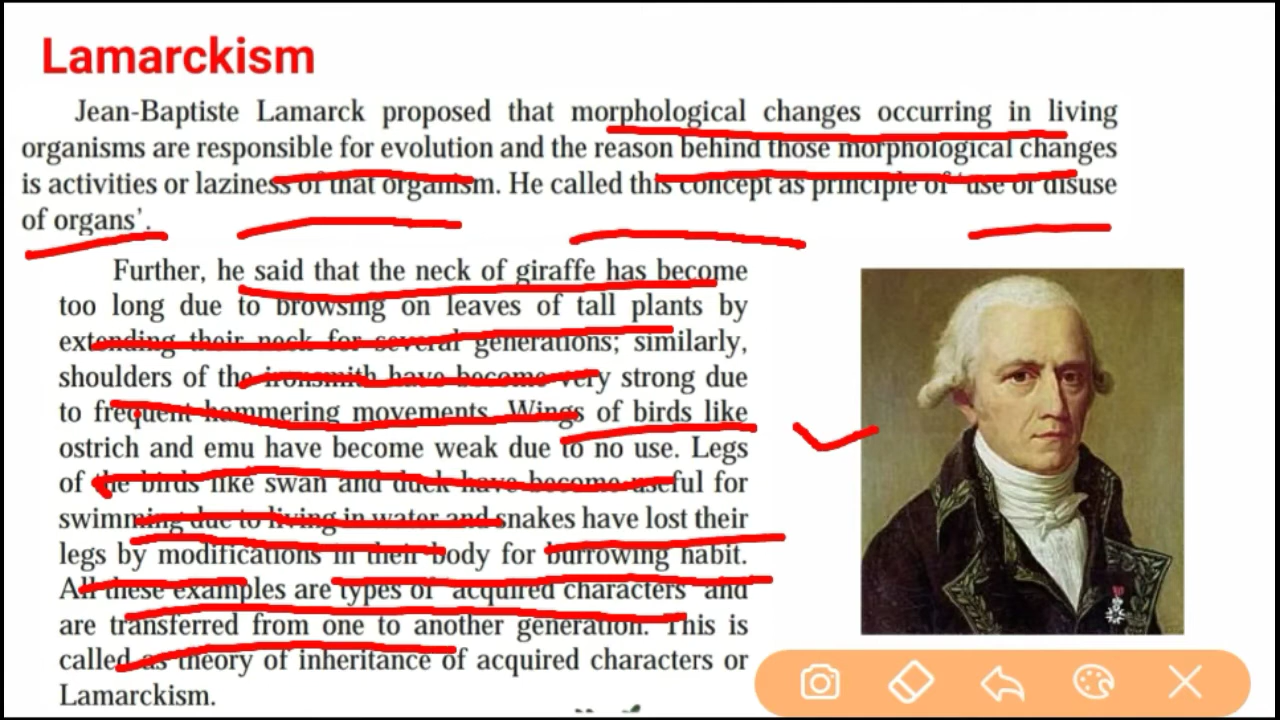 Lamarckism
Jean-Baptiste Lamarck proposed that morphological changes occurring in living
organisms are responsible for evolution and the reason behind those morphological changes
is activities or laziness of that organism. He called this concept as principle of 'use or disuse
of organs'.
Further, he said that the neck of giraffe has become
too long due to browsing on leaves of tall plants by
extending their neck for several generations; similarly,
shoulders of the ironsmith have become very strong due
to frequent hammering movements. Wings of birds like
ostrich and emu have become weak due to no use. Legs
of the birds like swan and duck have become useful for
swimming due to living in water and snakes have lost their
legs by modifications in their body for burrowing habit.
All these examples are types of 'acquired characters' and
are transferred from one to another generation. This is
called as theory of inheritance of acquired characters or
Lamarckism.